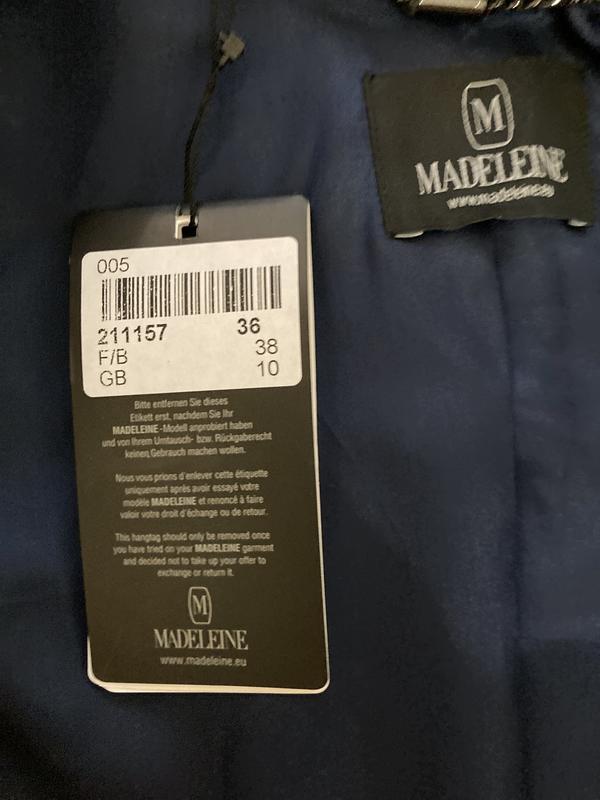 M
MADELEINE
www.madeleine.eu
005
211157 36
F/B 38
GB 10
Bitte entfernen Sie dieses
Etikett erst, nachdem Sie Ihr
MADELEINE-Modell anprobiert haben
und von Ihrem Umtausch- bzw. Rückgaberecht
keinen Gebrauch machen wollen.
Nous vous prions d'enlever cette étiquette
uniquement après avoir essayé votre
modèle MADELEINE et renoncé à faire
valoir votre droit d'échange ou de retour.
This hangtag should only be removed once
you have tried on your MADELEINE garment
and decided not to take up your offer to
exchange or return it.
M
MADELEINE
www.madeleine.eu